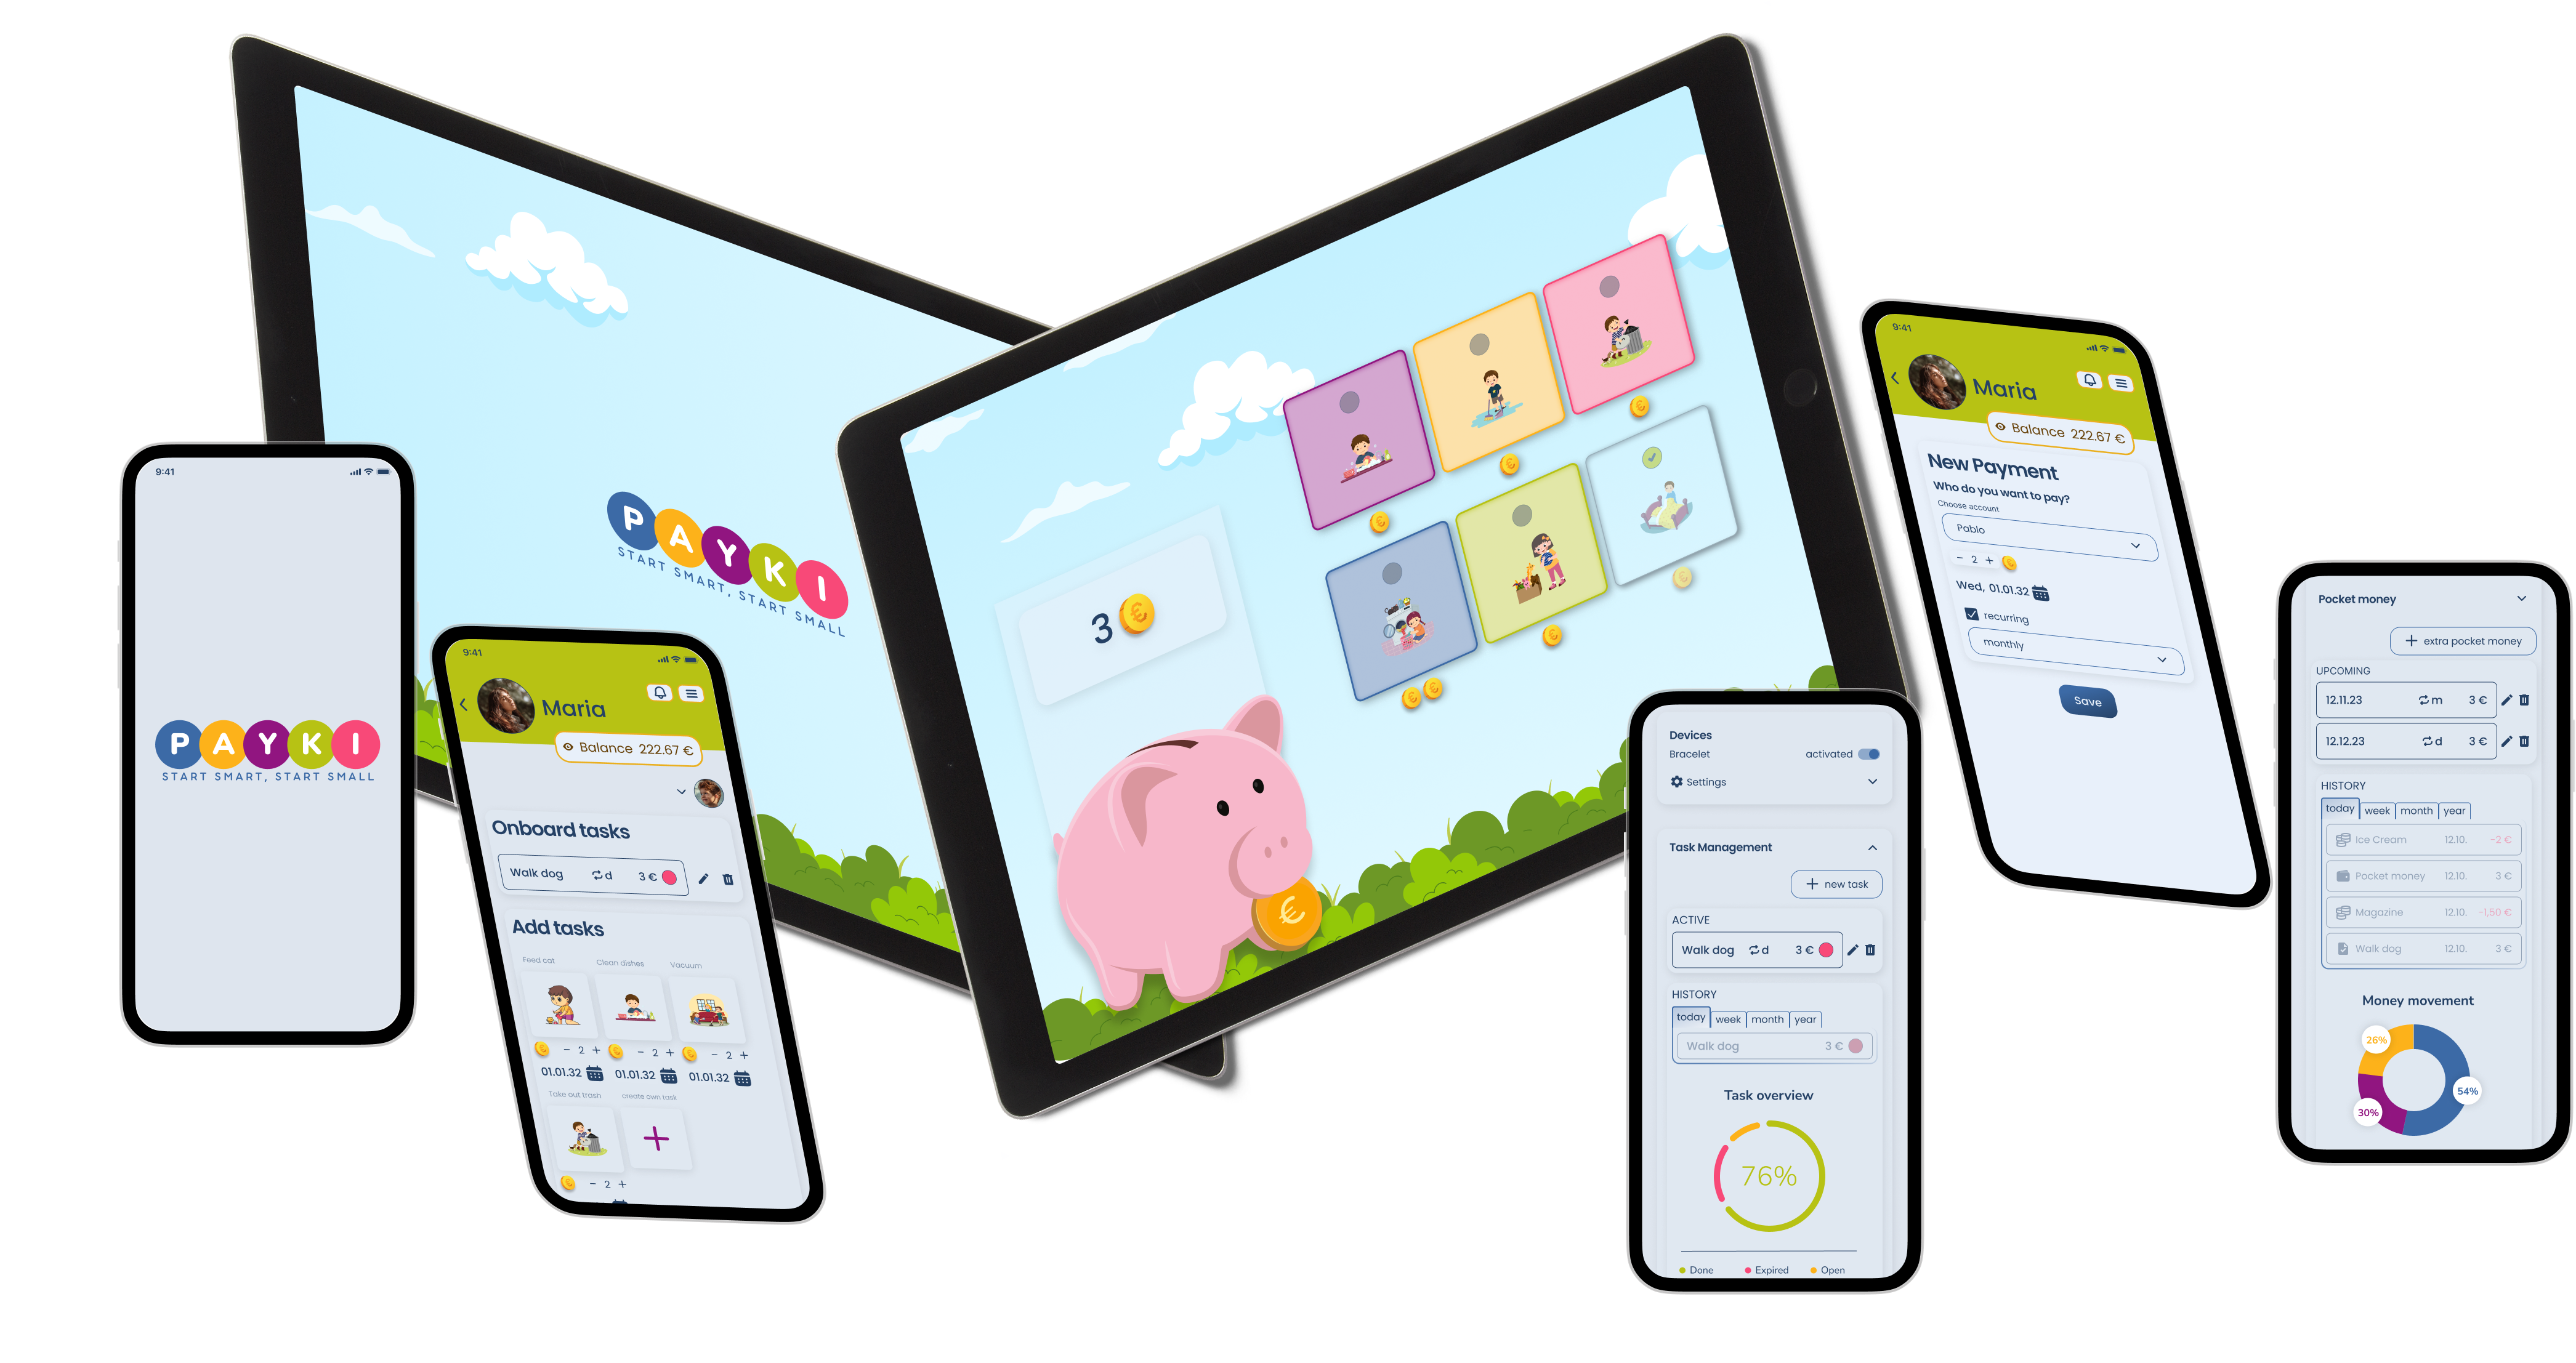 9:41
PAYKI
START SMART, START SMALL
PAYKI
START SMART, START SMALL
9:41
Maria
Balance 222.67 €
Onboard tasks
Walk dog d 3 €
Add tasks
Feed cat Clean dishes Vacuum
- 2 + - 2 + - 2 +
01.01.32 01.01.32 01.01.32
Take out trash create own task
+
- 2 +
3 €
€
Devices
Bracelet activated
Settings
Task Management
+ new task
ACTIVE
Walk dog d 3 €
HISTORY
today week month year
Walk dog 3 €
Task overview
76%
Done Expired Open
9:41
Maria
Balance 222.67 €
New Payment
Who do you want to pay?
Choose account
Pablo
- 2 +
Wed, 01.01.32
recurring
monthly
Save
Pocket money
+ extra pocket money
UPCOMING
12.11.23 m 3 €
12.12.23 d 3 €
HISTORY
today week month year
Ice Cream 12.10. -2 €
Pocket money 12.10. 3 €
Magazine 12.10. -1,50 €
Walk dog 12.10. 3 €
Money movement
26%
54%
30%